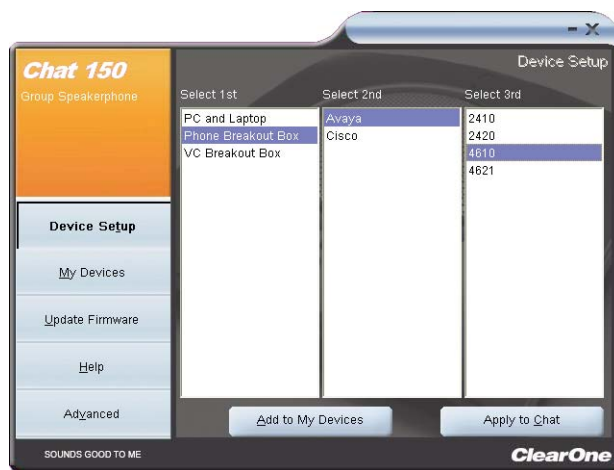 Chat 150
Group Speakerphone
Device Setup
Select 1st
Select 2nd
Select 3rd
PC and Laptop
Phone Breakout Box
VC Breakout Box
Avaya
Cisco
2410
2420
4610
4621
Device Setup
My Devices
Update Firmware
Help
Advanced
Add to My Devices
Apply to Chat
SOUNDS GOOD TO ME
ClearOne